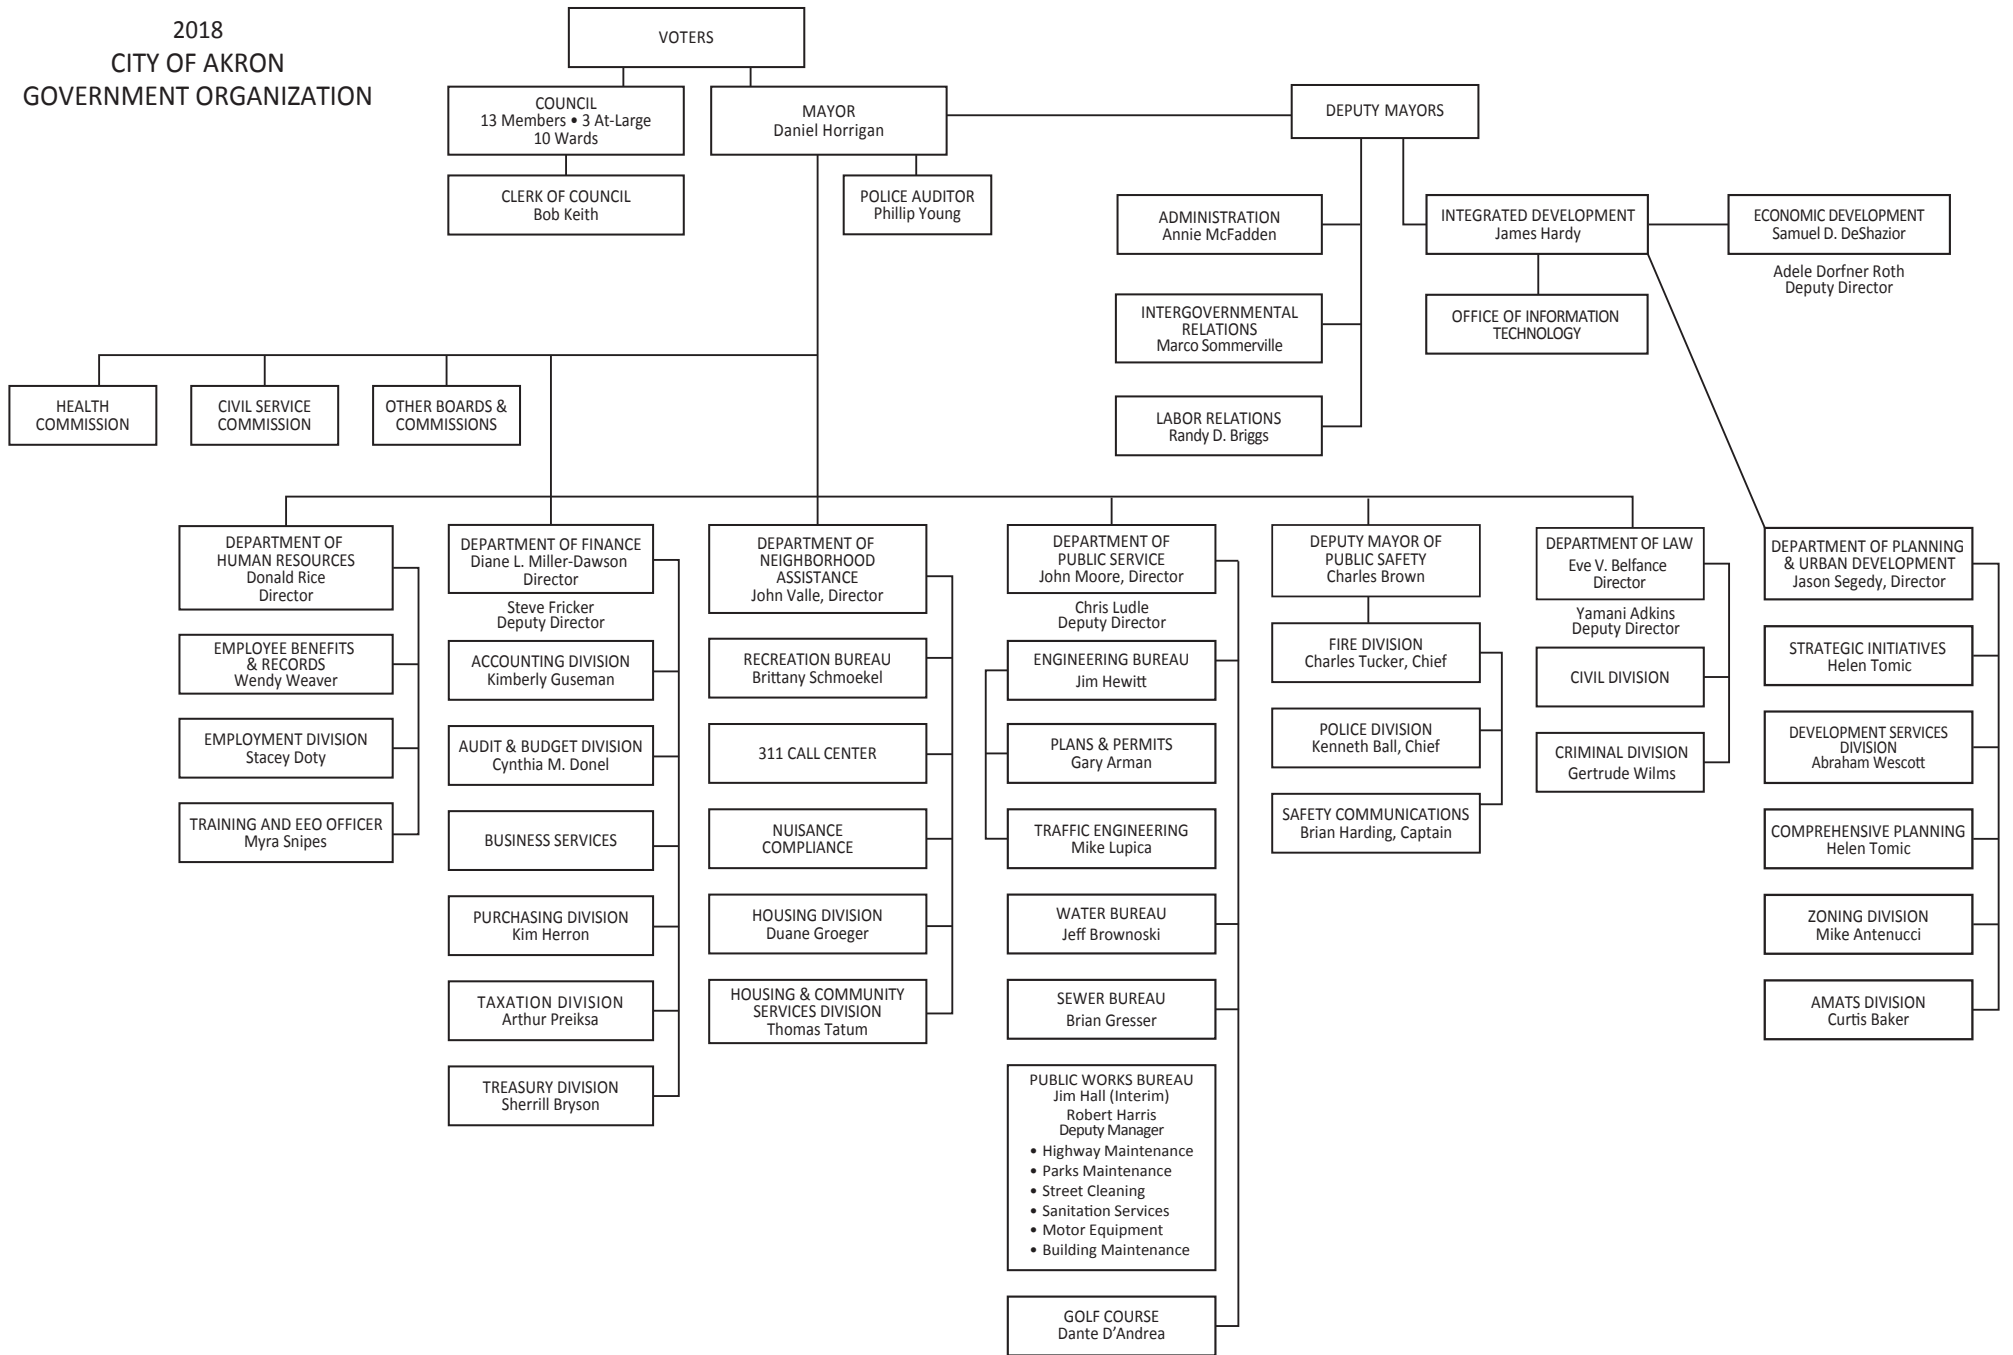 2018
CITY OF AKRON
GOVERNMENT ORGANIZATION
VOTERS
COUNCIL
13 Members • 3 At-Large
10 Wards
MAYOR
Daniel Horrigan
DEPUTY MAYORS
CLERK OF COUNCIL
Bob Keith
POLICE AUDITOR
Phillip Young
ADMINISTRATION
Annie McFadden
INTEGRATED DEVELOPMENT
James Hardy
ECONOMIC DEVELOPMENT
Samuel D. DeShazior
Adele Dorfner Roth
Deputy Director
INTERGOVERNMENTAL
RELATIONS
Marco Sommerville
OFFICE OF INFORMATION
TECHNOLOGY
LABOR RELATIONS
Randy D. Briggs
HEALTH
COMMISSION
CIVIL SERVICE
COMMISSION
OTHER BOARDS &
COMMISSIONS
DEPARTMENT OF
HUMAN RESOURCES
Donald Rice
Director
EMPLOYEE BENEFITS
& RECORDS
Wendy Weaver
EMPLOYMENT DIVISION
Stacey Doty
TRAINING AND EEO OFFICER
Myra Snipes
DEPARTMENT OF FINANCE
Diane L. Miller-Dawson
Director
Steve Fricker
Deputy Director
ACCOUNTING DIVISION
Kimberly Guseman
AUDIT & BUDGET DIVISION
Cynthia M. Donel
BUSINESS SERVICES
PURCHASING DIVISION
Kim Herron
TAXATION DIVISION
Arthur Preiksa
TREASURY DIVISION
Sherrill Bryson
DEPARTMENT OF
NEIGHBORHOOD
ASSISTANCE
John Valle, Director
RECREATION BUREAU
Brittany Schmoekel
311 CALL CENTER
NUISANCE
COMPLIANCE
HOUSING DIVISION
Duane Groeger
HOUSING & COMMUNITY
SERVICES DIVISION
Thomas Tatum
DEPARTMENT OF
PUBLIC SERVICE
John Moore, Director
Chris Ludle
Deputy Director
ENGINEERING BUREAU
Jim Hewitt
PLANS & PERMITS
Gary Arman
TRAFFIC ENGINEERING
Mike Lupica
WATER BUREAU
Jeff Brownoski
SEWER BUREAU
Brian Gresser
PUBLIC WORKS BUREAU
Jim Hall (Interim)
Robert Harris
Deputy Manager
• Highway Maintenance
• Parks Maintenance
• Street Cleaning
• Sanitation Services
• Motor Equipment
• Building Maintenance
GOLF COURSE
Dante D’Andrea
DEPUTY MAYOR OF
PUBLIC SAFETY
Charles Brown
FIRE DIVISION
Charles Tucker, Chief
POLICE DIVISION
Kenneth Ball, Chief
SAFETY COMMUNICATIONS
Brian Harding, Captain
DEPARTMENT OF LAW
Eve V. Belfance
Director
Yamani Adkins
Deputy Director
CIVIL DIVISION
CRIMINAL DIVISION
Gertrude Wilms
DEPARTMENT OF PLANNING
& URBAN DEVELOPMENT
Jason Segedy, Director
STRATEGIC INITIATIVES
Helen Tomic
DEVELOPMENT SERVICES
DIVISION
Abraham Wescott
COMPREHENSIVE PLANNING
Helen Tomic
ZONING DIVISION
Mike Antenucci
AMATS DIVISION
Curtis Baker